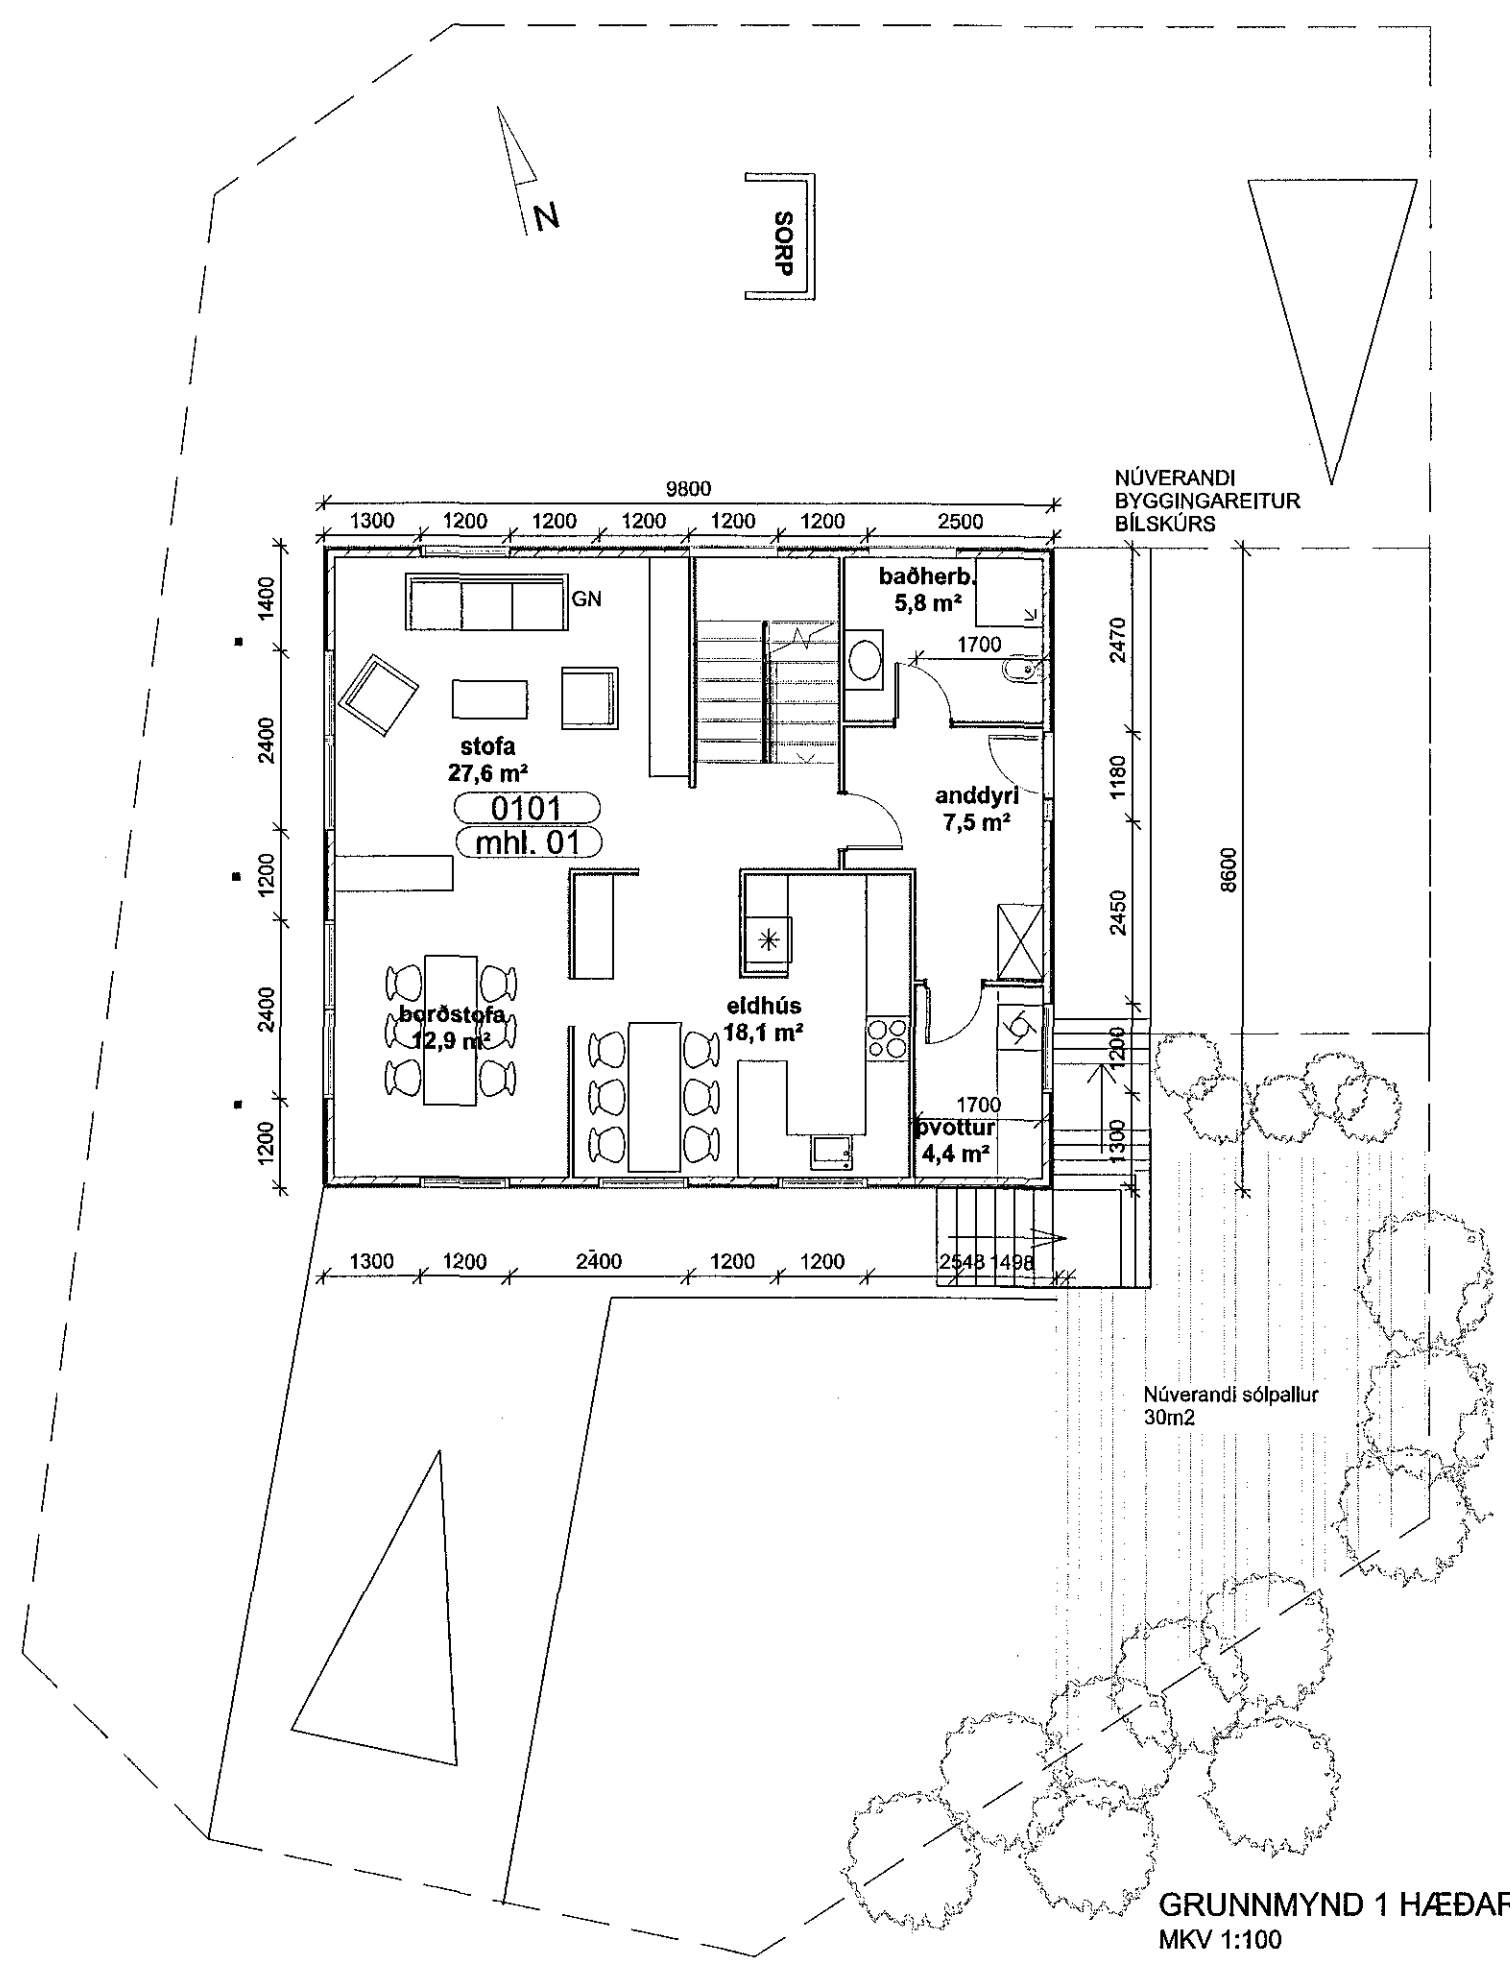 N
SORP
NÚVERANDI
BYGGINGAREITUR
BÍLSKÚRS
9800
1300 1200 1200 1200 1200 1200 2500
1400
2400
1200
2400
1200
GN
stofa
27,6 m²
0101
mhl. 01
baðherb.
5,8 m²
1700
anddyri
7,5 m²
borðstofa
12,9 m²
eldhús
18,1 m²
1700
þvottur
4,4 m²
2470
1180
2450
1200
1300
8600
1300 1200 2400 1200 1200 2548 1498
Núverandi sólpallur
30m2
GRUNNMYND 1 HÆÐAR
MKV 1:100